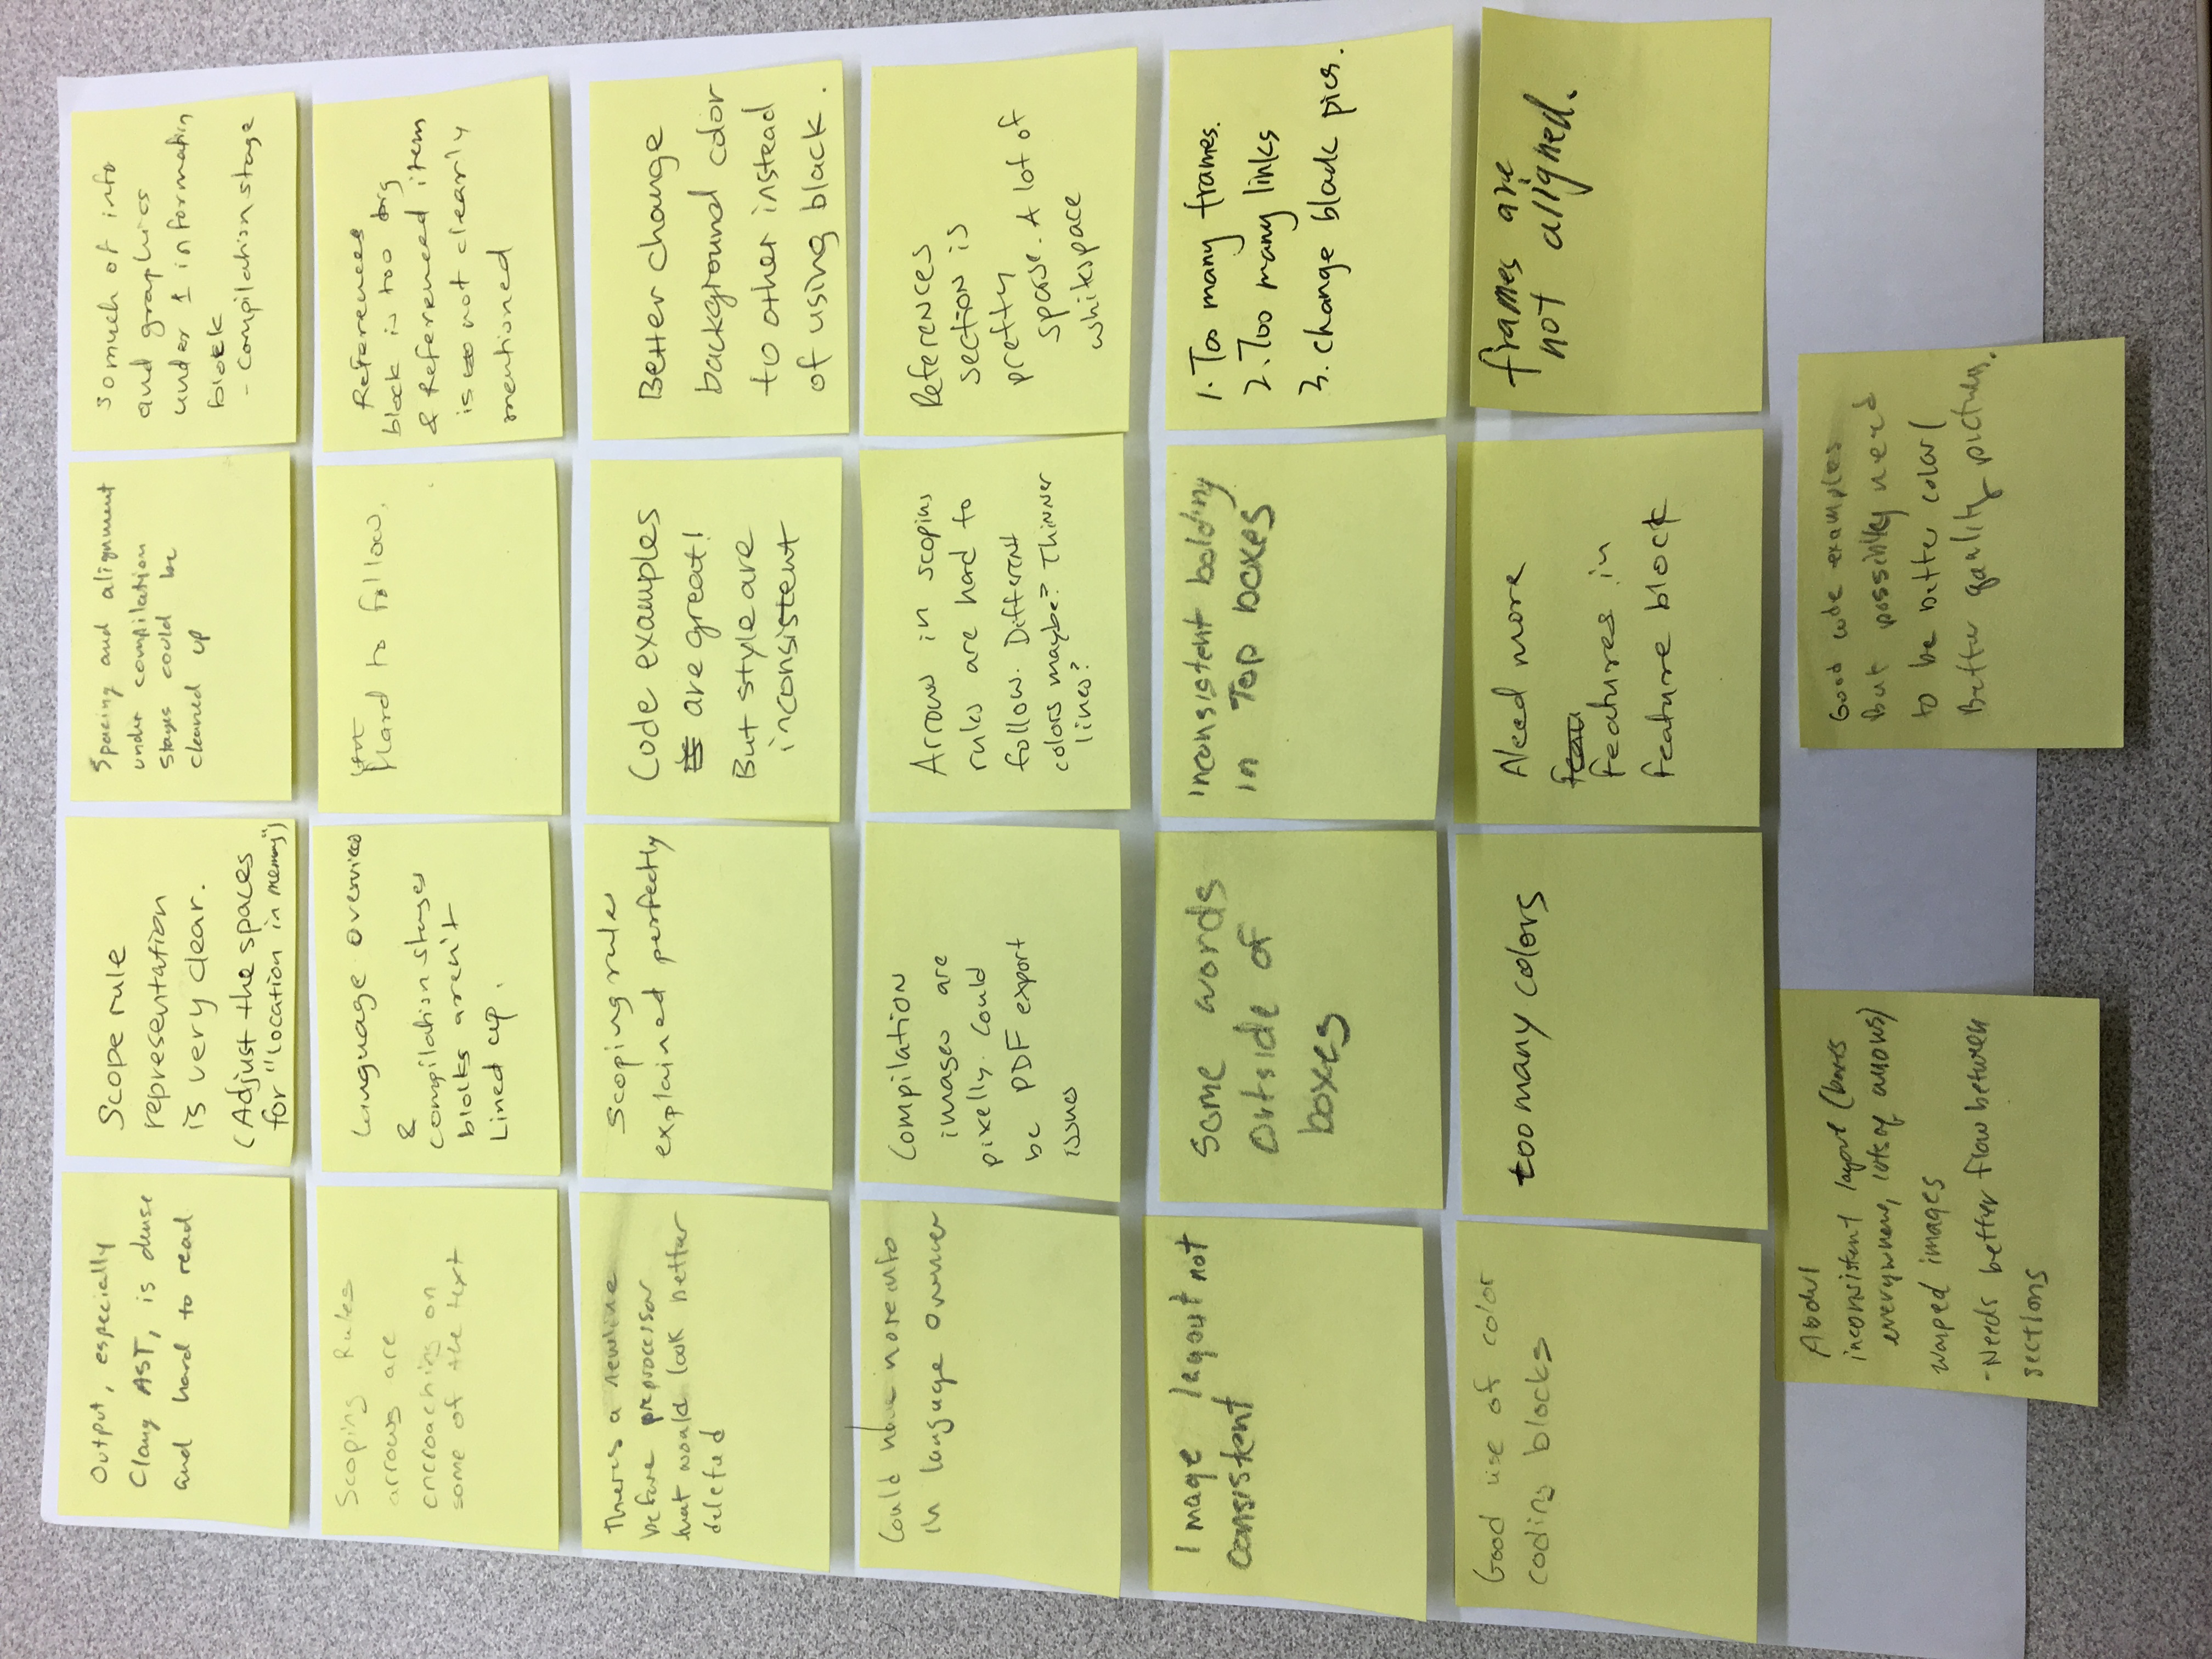 Output, especially
Clang AST, is dense
and hard to read
Scope rule
representation
is very clear.
(Adjust the spaces
for "location in memory")
Spacing and alignment
under compilation
stages could be
cleaned up
so much of info
and graphics
under 1 information
block
- Compilation stage
Scoping Rules
arrows are
encroaching on
some of the text
Language overview
&
compilation stages
blocks aren't
Lined up.
Hard to follow.
References
block is too big
& Referenced item
is not clearly
mentioned
There's a newline
before preprocessor
that would look better
deleted
Scoping rules
explained perfectly
Code examples
are great!
But style are
inconsistent
Better change
background color
to other instead
of using black.
Could have more info
in language overview
Compilation
images are
pixelly. Could
be PDF export
issues
Arrows in scoping
rules are hard to
follow. Different
colors maybe? Thinner
lines?
References
section is
pretty
sparse. A lot of
whitespace
Image layout not
consistent
Some words
outside of
boxes
Inconsistent bolding
in Top boxes
1. Too many frames.
2. Too many links
3. change black pics.
Good use of color
coding blocks
too many colors
Need more
Features in
Feature block
frames are
not aligned.
Abdul
inconsistent layout (boxes
everywhere, lots of arrows)
warped images
- Needs better flow between
sections
Good code examples
But possibly need
to be better color/
Better quality pictures.